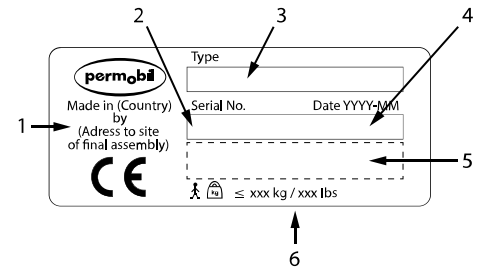 2
3
4
Type
permobil
Made in (Country)
by
(Adress to site
of final assembly)
Serial No. Date YYYY-MM
1
5
CE
kg
≤ xxx kg / xxx lbs
6